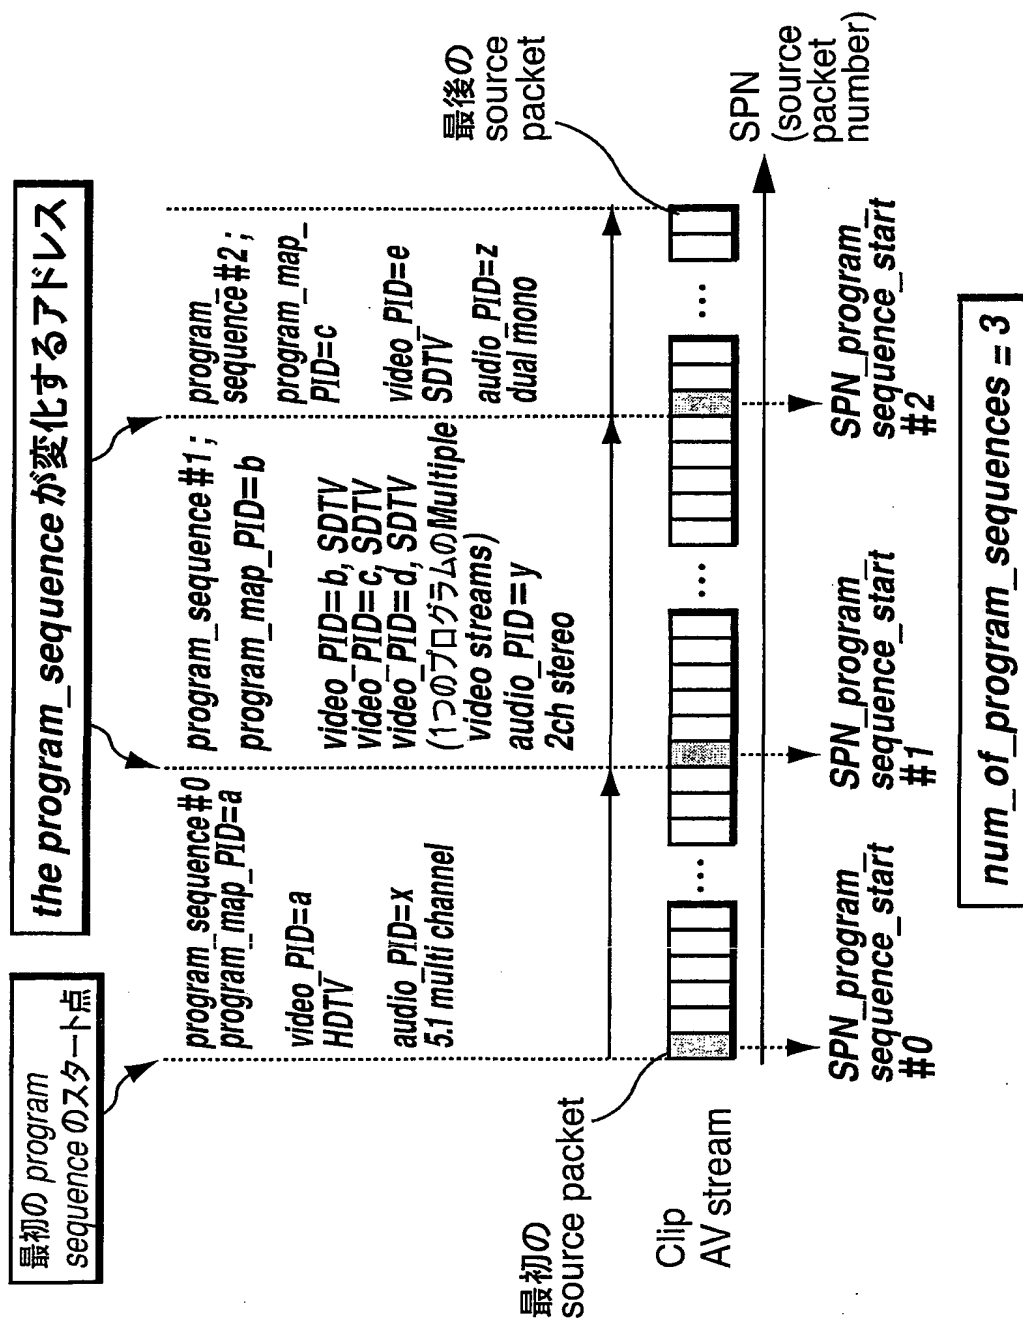 最初の program
sequence のスタート点
the program_sequence が変化するアドレス
program_sequence#0
program_map_PID=a
video_PID=a
HDTV
audio_PID=x
5.1 multi channel
program_sequence#1;
program_map_PID=b
video_PID=b, SDTV
video_PID=c, SDTV
video_PID=d, SDTV
(1つのプログラムのMultiple
video streams)
audio_PID=y
2ch stereo
program_
sequence#2;
program_map_
PID=c
video_PID=e
SDTV
audio_PID=z
dual mono
最初の
source packet
最後の
source
packet
Clip
AV stream
...
...
...
SPN
(source
packet
number)
SPN_program_
sequence_start
#0
SPN_program_
sequence_start
#1
SPN_program_
sequence_start
#2
num_of_program_sequences = 3